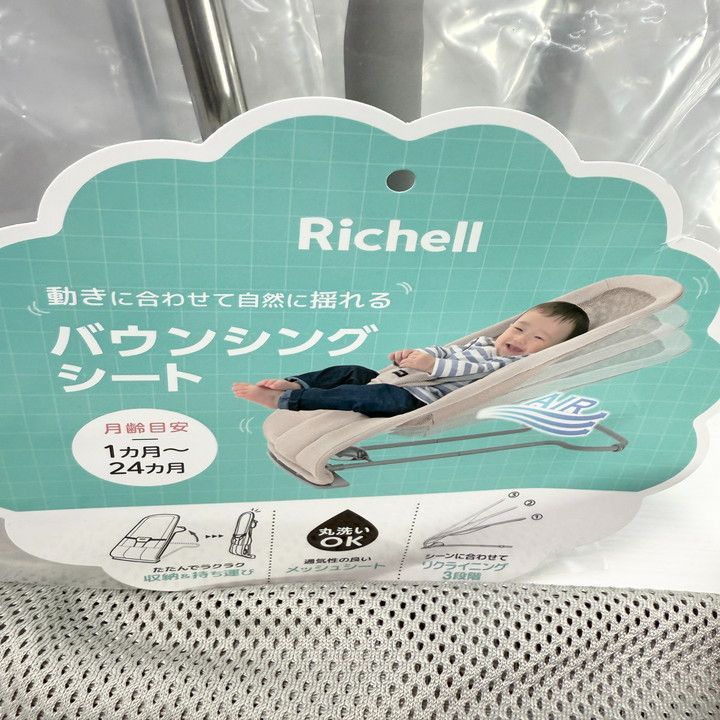 Richell
動きに合わせて自然に揺れる
バウンシング
シート
月齢目安
1カ月〜
24カ月
AIR
たたんでラクラク
収納&持ち運び
丸洗い
OK
通気性の良い
メッシュシート
③
②
①
シーンに合わせて
リクライニング
3段階